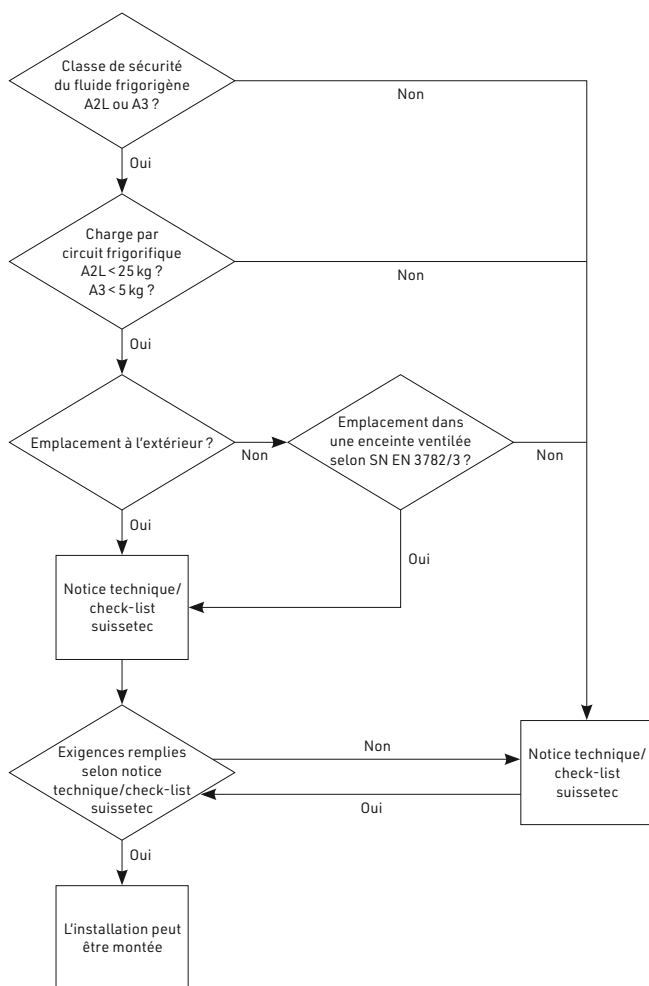 Classe de sécurité
du fluide frigorigène
A2L ou A3 ?
Non
Oui
Charge par
circuit frigorifique
A2L < 25 kg ?
A3 < 5 kg ?
Non
Oui
Emplacement à l'extérieur ?
Non
Emplacement dans
une enceinte ventilée
selon SN EN 3782/3 ?
Non
Oui
Oui
Notice technique/
check-list
suissetec
Exigences remplies
selon notice
technique/check-list
suissetec
Non
Oui
Notice technique/
check-list
suissetec
Oui
L'installation peut
être montée